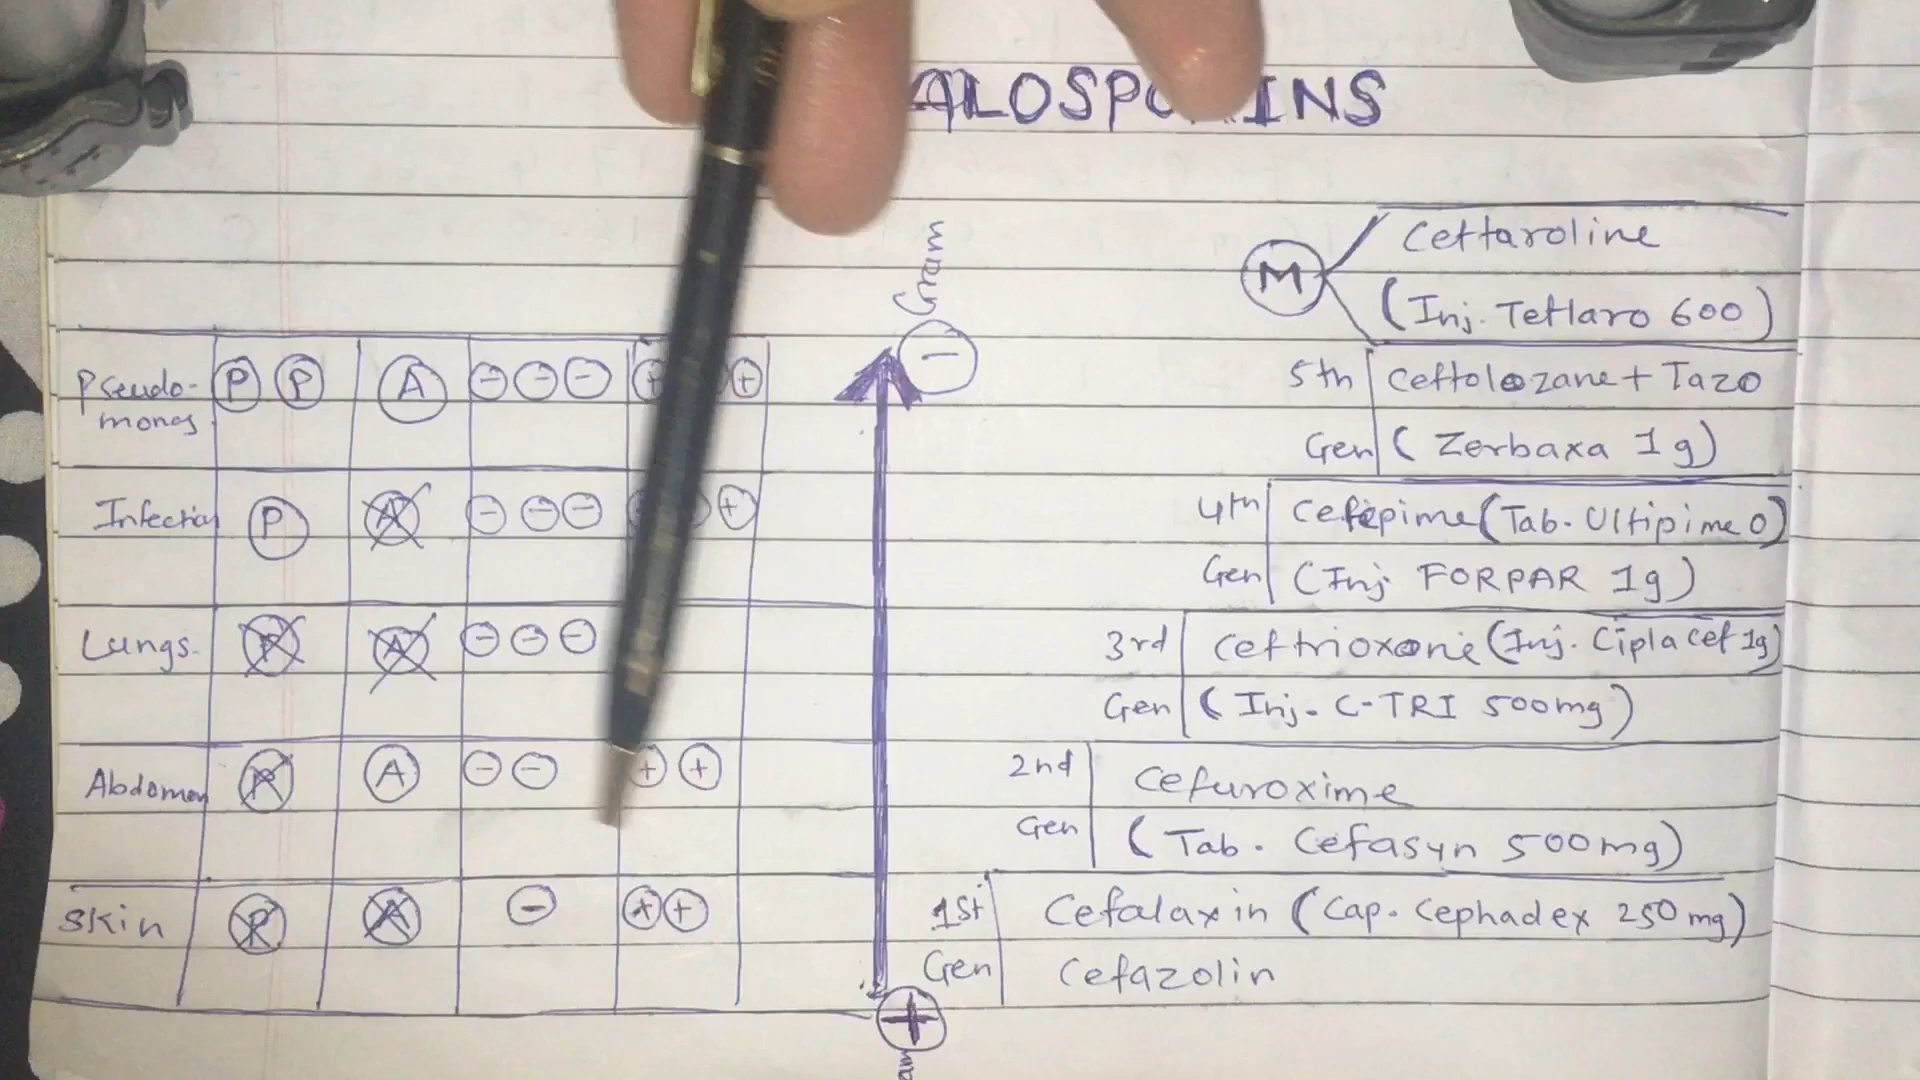 ALOSPO INS
Gram
−
M
Ceftaroline
(Inj. Teflaro 600)
Pseudo-
monas
P P
A
− − −
+ +
5th
Gen
Ceftolozane + Tazo
(Zerbaxa 1g)
Infection
P
A
− − −
+
4th
Gen
Cefepime (Tab. Ultipime O)
(Inj FORPAR 1g)
Lungs.
P
A
− − −
3rd
Gen
Ceftrioxone (Inj. Ciplacef 1g)
(Inj. C-TRI 500mg)
Abdomen
P
A
− −
+ +
2nd
Gen
Cefuroxime
(Tab. Cefasyn 500mg)
Skin
P
A
−
+ +
1st
Gen
Cefalaxin (Cap. Cephadex 250mg)
Cefazolin
+
am